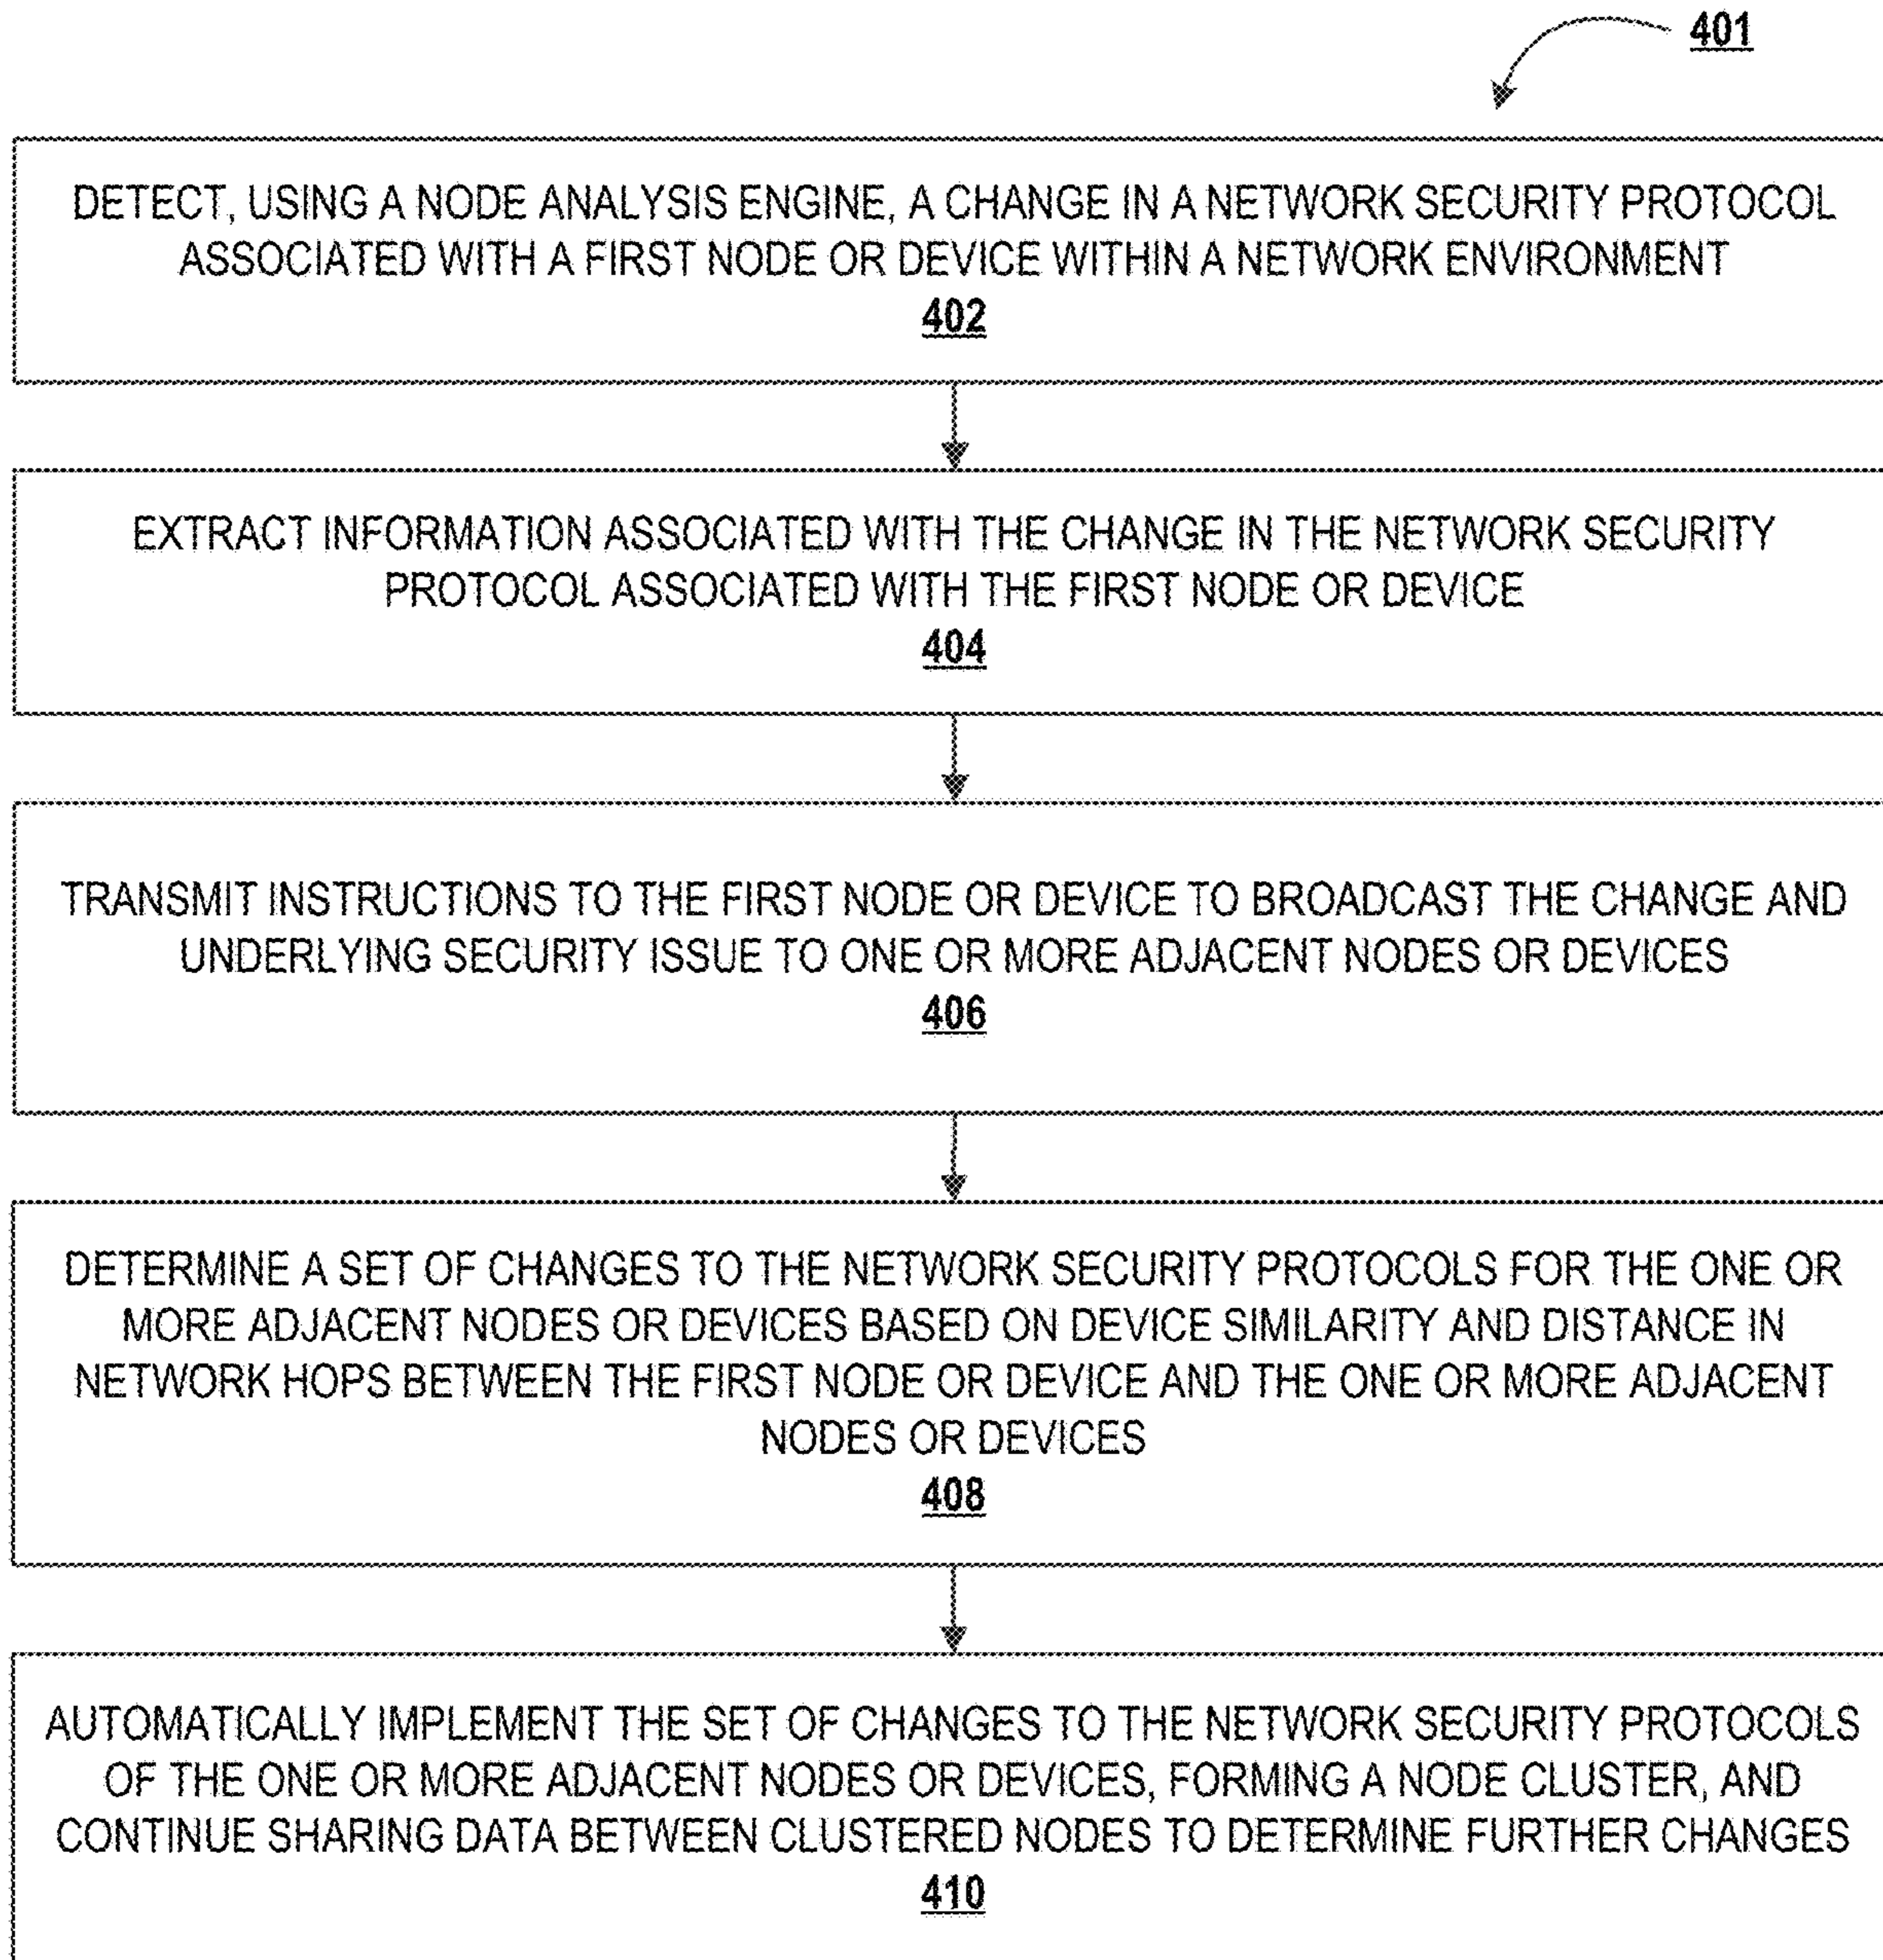 401
DETECT, USING A NODE ANALYSIS ENGINE, A CHANGE IN A NETWORK SECURITY PROTOCOL
ASSOCIATED WITH A FIRST NODE OR DEVICE WITHIN A NETWORK ENVIRONMENT
402
EXTRACT INFORMATION ASSOCIATED WITH THE CHANGE IN THE NETWORK SECURITY
PROTOCOL ASSOCIATED WITH THE FIRST NODE OR DEVICE
404
TRANSMIT INSTRUCTIONS TO THE FIRST NODE OR DEVICE TO BROADCAST THE CHANGE AND
UNDERLYING SECURITY ISSUE TO ONE OR MORE ADJACENT NODES OR DEVICES
406
DETERMINE A SET OF CHANGES TO THE NETWORK SECURITY PROTOCOLS FOR THE ONE OR
MORE ADJACENT NODES OR DEVICES BASED ON DEVICE SIMILARITY AND DISTANCE IN
NETWORK HOPS BETWEEN THE FIRST NODE OR DEVICE AND THE ONE OR MORE ADJACENT
NODES OR DEVICES
408
AUTOMATICALLY IMPLEMENT THE SET OF CHANGES TO THE NETWORK SECURITY PROTOCOLS
OF THE ONE OR MORE ADJACENT NODES OR DEVICES, FORMING A NODE CLUSTER, AND
CONTINUE SHARING DATA BETWEEN CLUSTERED NODES TO DETERMINE FURTHER CHANGES
410